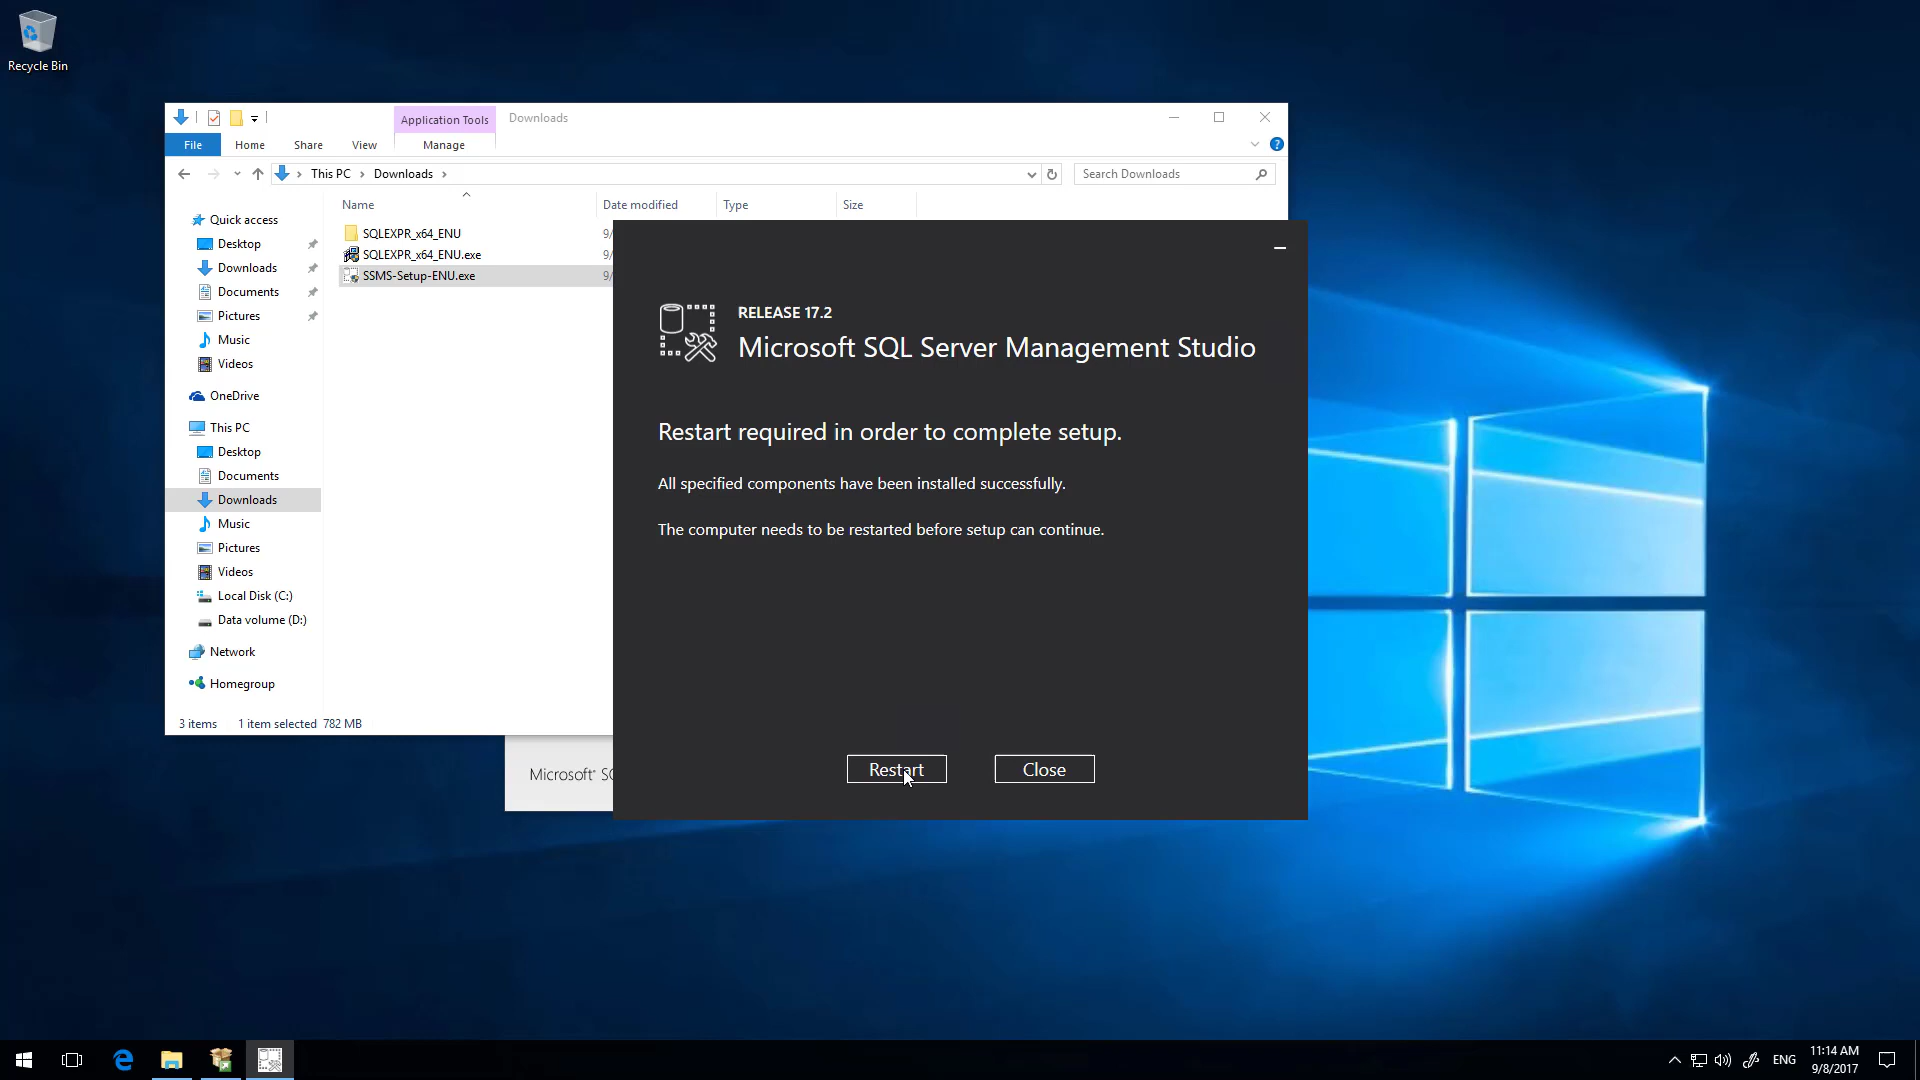 Recycle Bin
Application Tools
Downloads
File
Home
Share
View
Manage
This PC
Downloads
Search Downloads
Name
Date modified
Type
Size
Quick access
Desktop
Downloads
Documents
Pictures
Music
Videos
OneDrive
This PC
Desktop
Documents
Downloads
Music
Pictures
Videos
Local Disk (C:)
Data volume (D:)
Network
Homegroup
SQLEXPR_x64_ENU
9/
SQLEXPR_x64_ENU.exe
9/
SSMS-Setup-ENU.exe
9/
3 items
1 item selected 782 MB
Microsoft®
RELEASE 17.2
Microsoft SQL Server Management Studio
Restart required in order to complete setup.
All specified components have been installed successfully.
The computer needs to be restarted before setup can continue.
Restart
Close
ENG
11:14 AM
9/8/2017